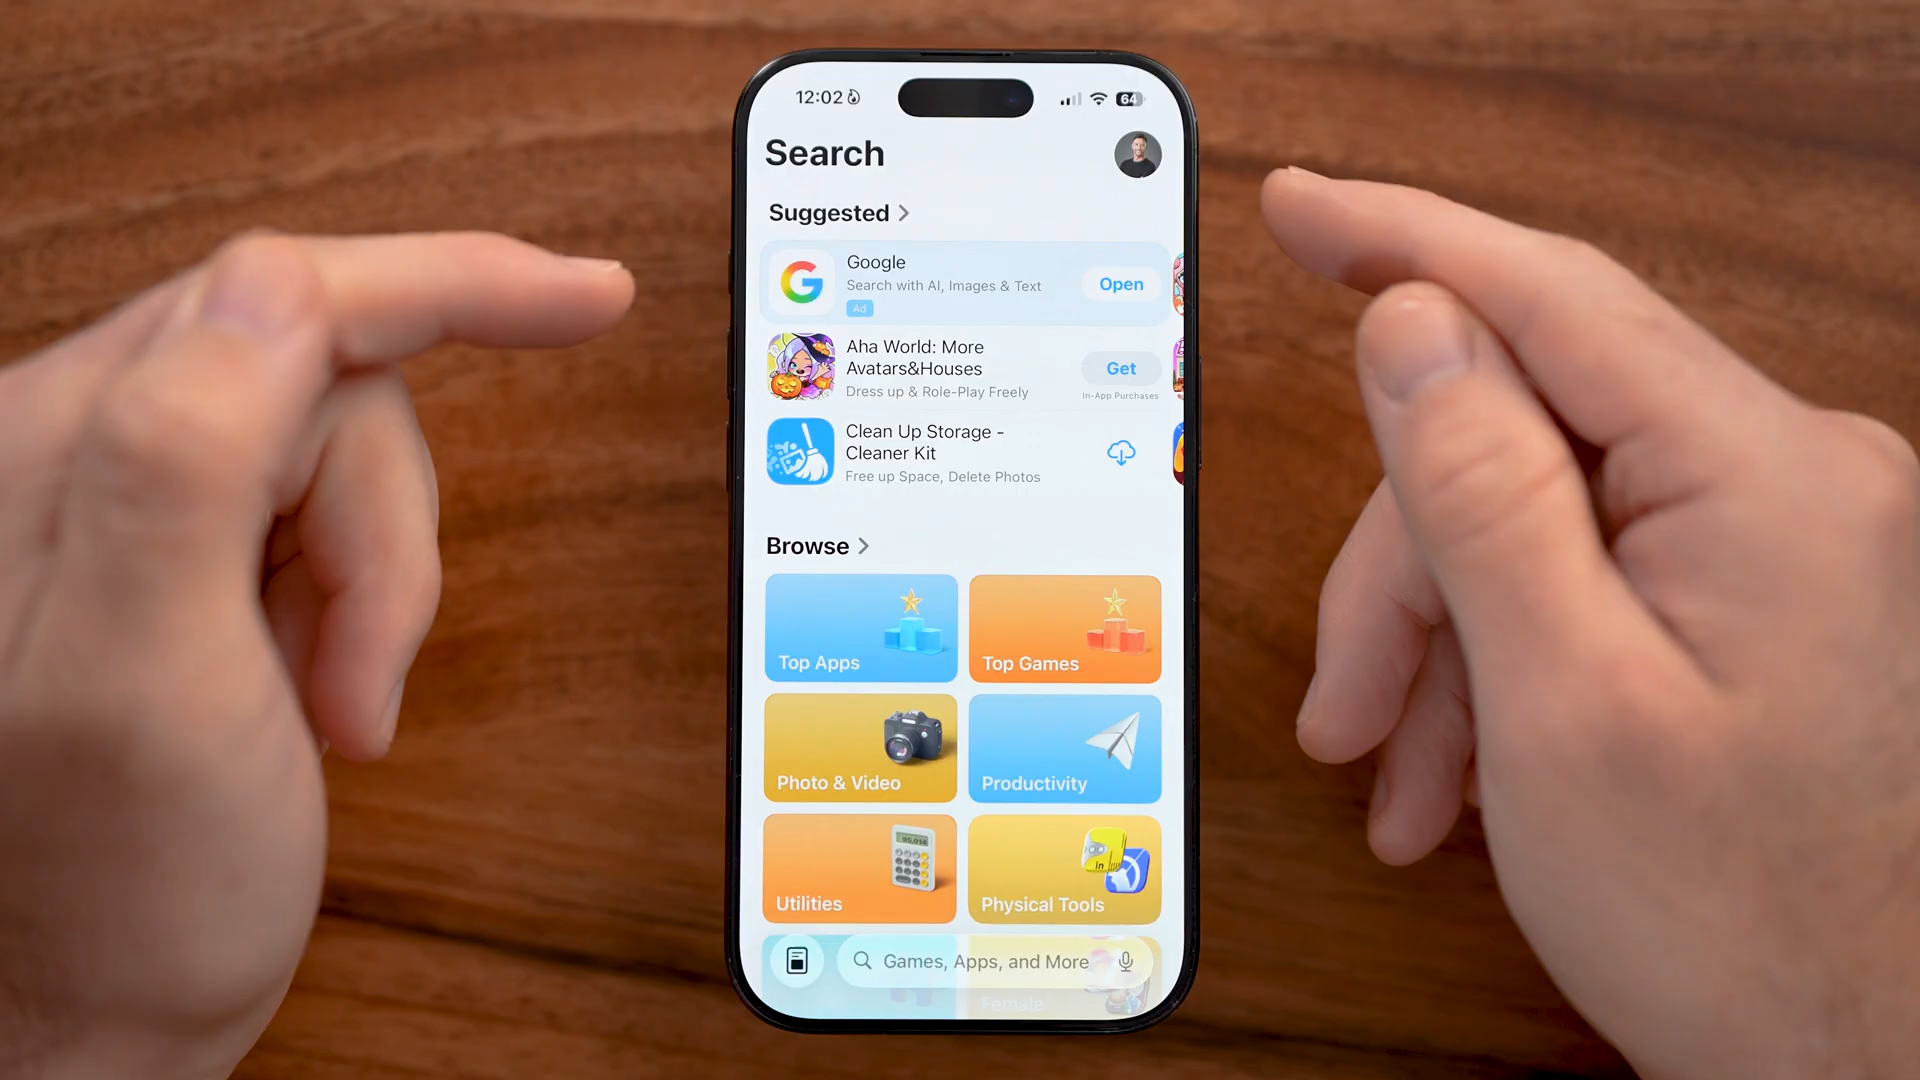 12:02
64
Search
Suggested
Google
Search with AI, Images & Text
Open
Ad
Aha World: More
Avatars&Houses
Get
Dress up & Role-Play Freely
In-App Purchases
Clean Up Storage -
Cleaner Kit
Free up Space, Delete Photos
Browse
Top Apps
Top Games
Photo & Video
Productivity
in
Utilities
Physical Tools
Games, Apps, and More
Female